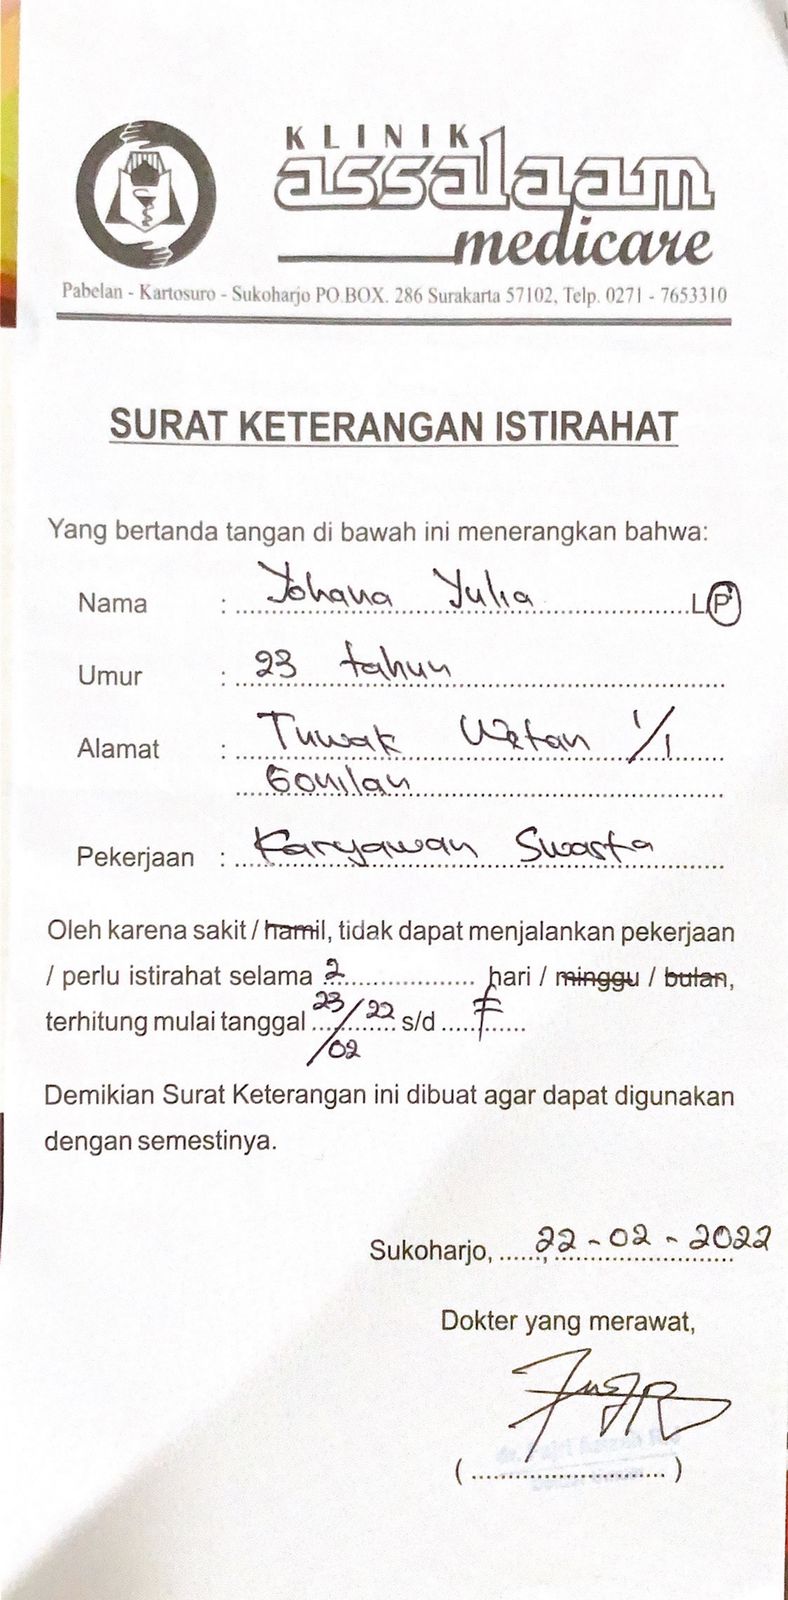 KLINIK
assalaam
medicare
Pabelan - Kartosuro - Sukoharjo PO.BOX. 286 Surakarta 57102, Telp. 0271 - 7653310
SURAT KETERANGAN ISTIRAHAT
Yang bertanda tangan di bawah ini menerangkan bahwa:
Nama : Yohana Yulia L/P
Umur : 23 tahun
Alamat : Tuwak Wetan 1/1
Gonilan
Pekerjaan : Karyawan Swasta
Oleh karena sakit / hamil, tidak dapat menjalankan pekerjaan
/ perlu istirahat selama 2 hari / minggu / bulan,
terhitung mulai tanggal 23/02 22 s/d
Demikian Surat Keterangan ini dibuat agar dapat digunakan
dengan semestinya.
Sukoharjo, 22-02-2022
Dokter yang merawat,
(....................)